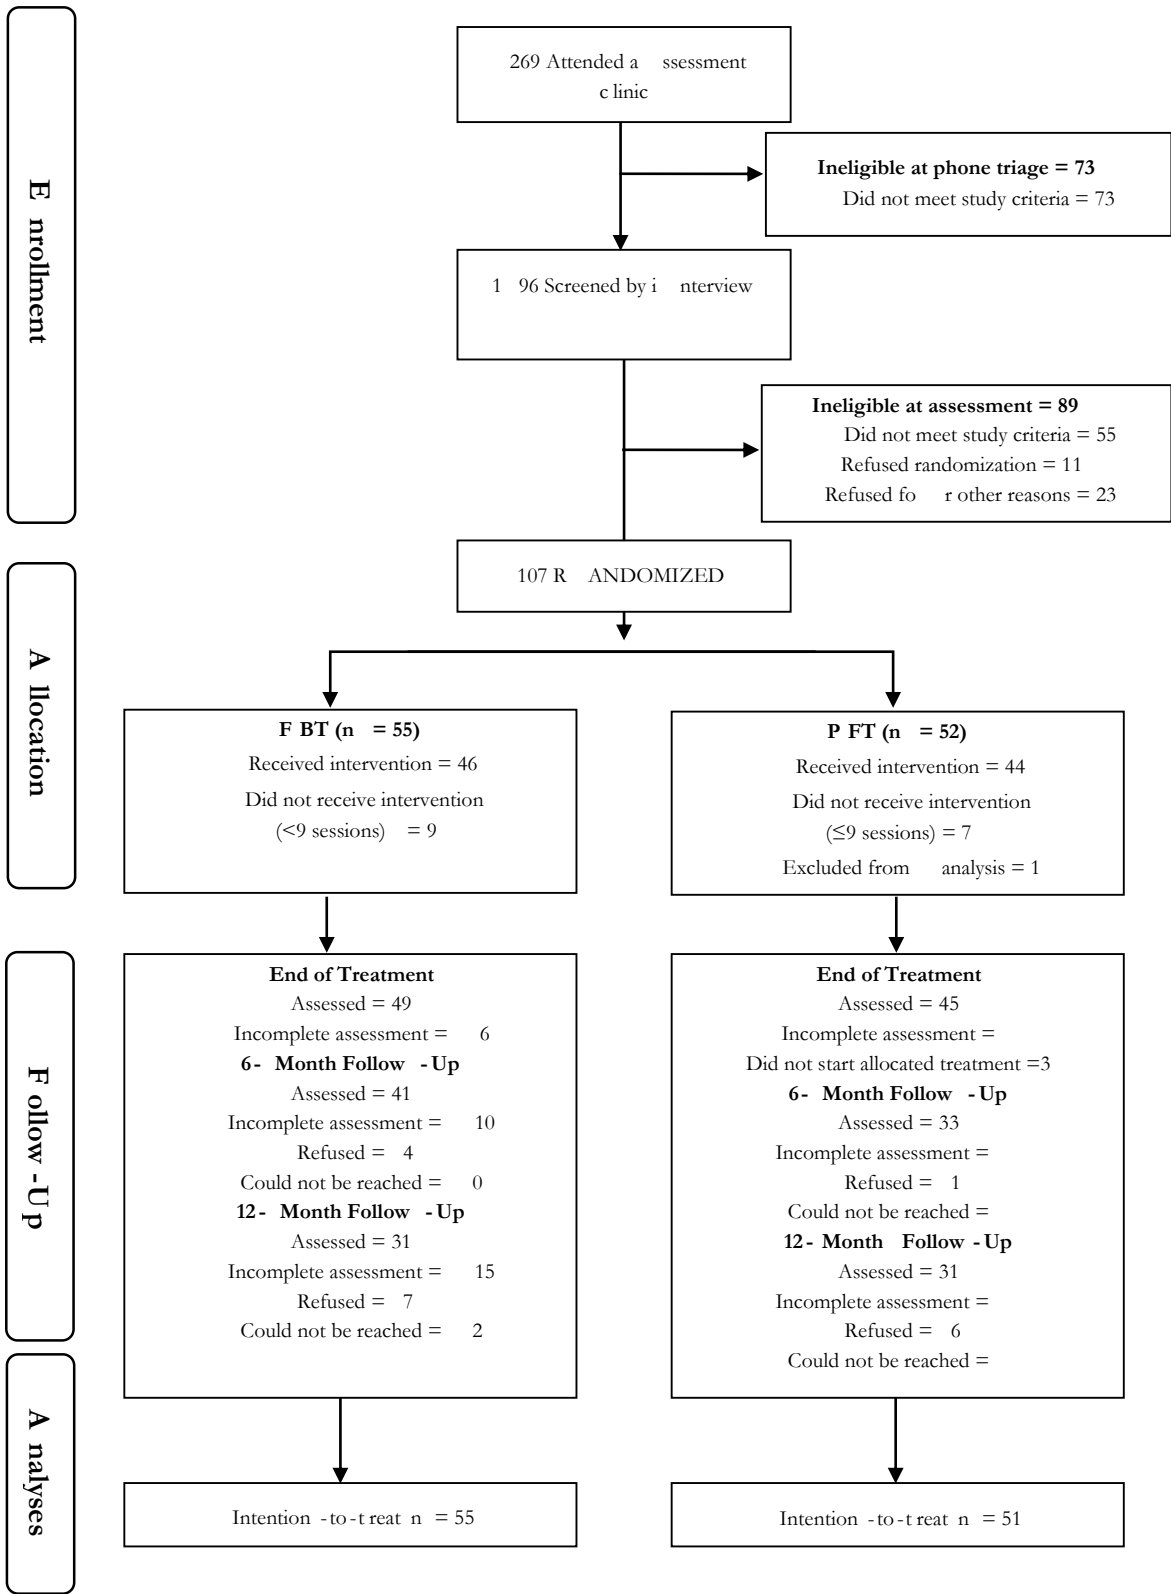 E nrollment
269 Attended a ssessment
c linic
Ineligible at phone triage = 73
Did not meet study criteria = 73
1 96 Screened by i nterview
Ineligible at assessment = 89
Did not meet study criteria = 55
Refused randomization = 11
Refused fo r other reasons = 23
107 R ANDOMIZED
A llocation
F BT (n = 55)
Received intervention = 46
Did not receive intervention
(<9 sessions) = 9
P FT (n = 52)
Received intervention = 44
Did not receive intervention
(≤9 sessions) = 7
Excluded from analysis = 1
F ollow -Up
End of Treatment
Assessed = 49
Incomplete assessment = 6
6- Month Follow -Up
Assessed = 41
Incomplete assessment = 10
Refused = 4
Could not be reached = 0
12- Month Follow -Up
Assessed = 31
Incomplete assessment = 15
Refused = 7
Could not be reached = 2
End of Treatment
Assessed = 45
Incomplete assessment =
Did not start allocated treatment =3
6- Month Follow -Up
Assessed = 33
Incomplete assessment =
Refused = 1
Could not be reached =
12- Month Follow -Up
Assessed = 31
Incomplete assessment =
Refused = 6
Could not be reached =
A nalyses
Intention -to -t reat n = 55
Intention -to -t reat n = 51